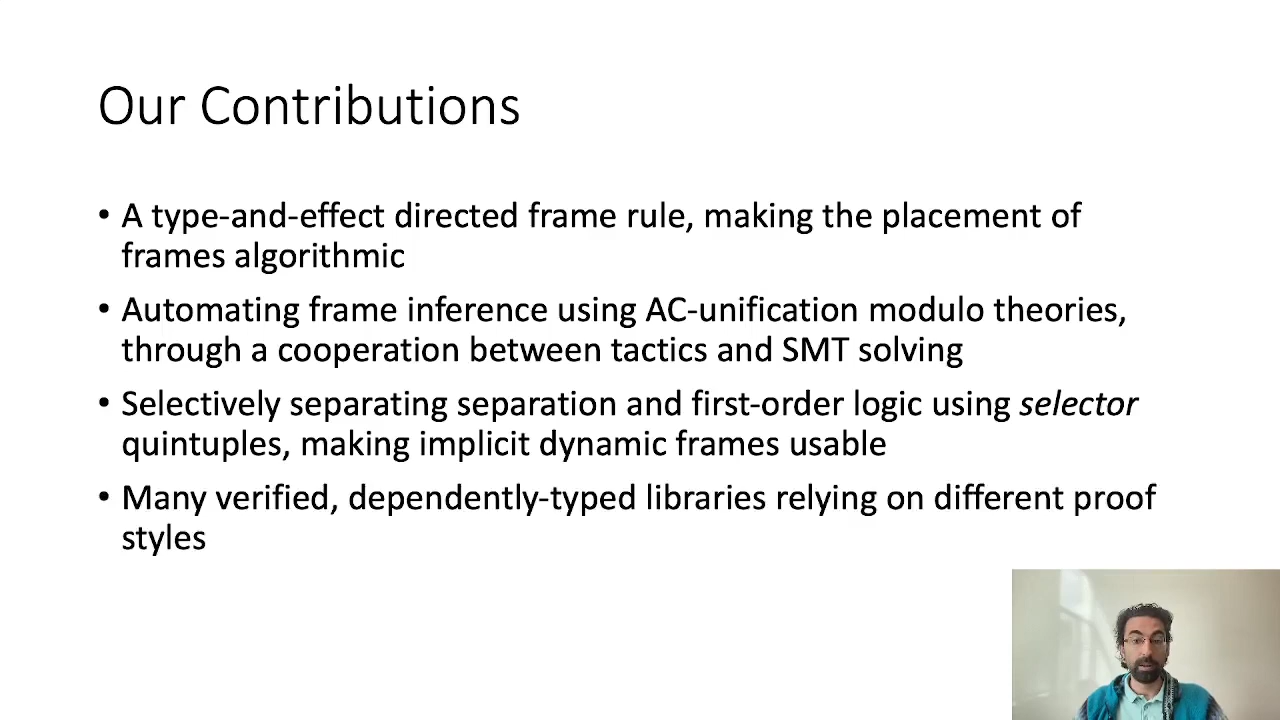 Our Contributions
• A type-and-effect directed frame rule, making the placement of
frames algorithmic
• Automating frame inference using AC-unification modulo theories,
through a cooperation between tactics and SMT solving
• Selectively separating separation and first-order logic using selector
quintuples, making implicit dynamic frames usable
• Many verified, dependently-typed libraries relying on different proof
styles